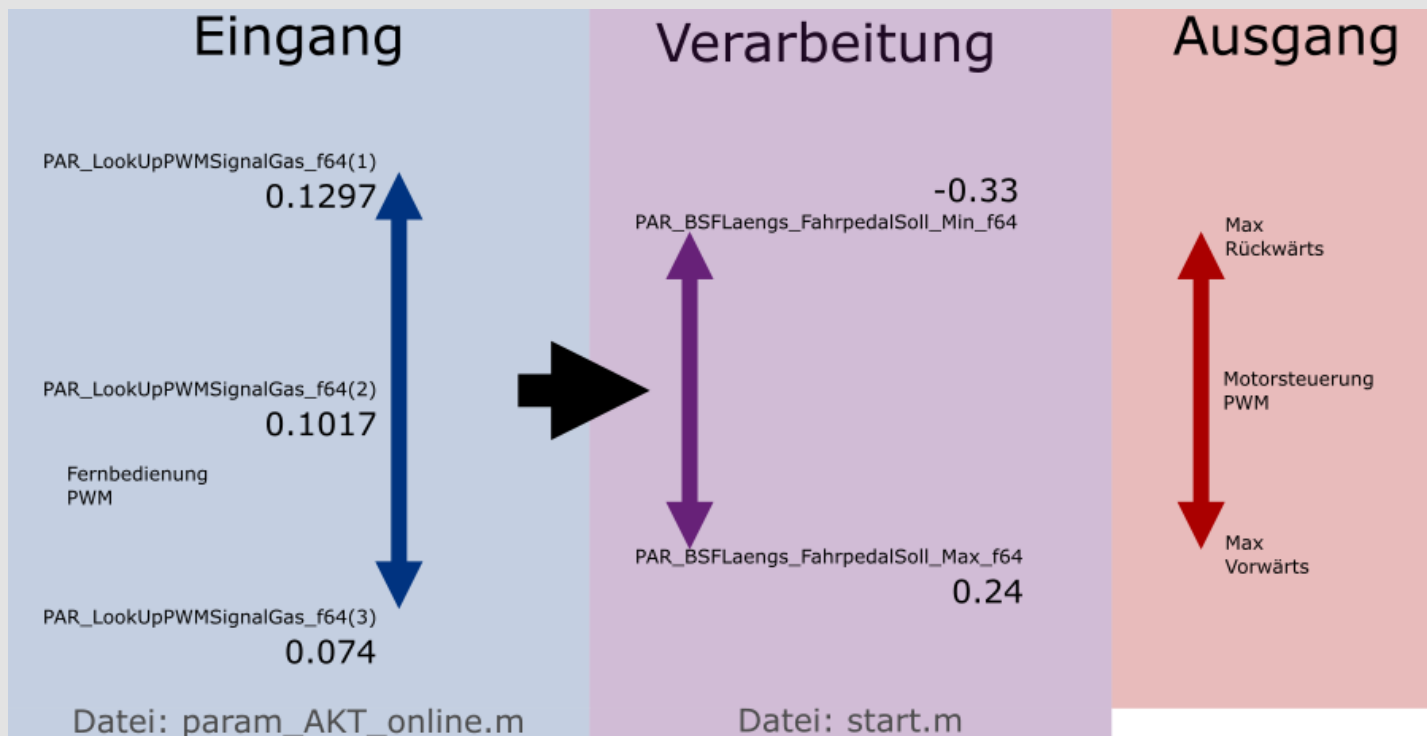 Eingang
PAR_LookUpPWMSignalGas_f64(1)
0.1297
PAR_LookUpPWMSignalGas_f64(2)
0.1017
Fernbedienung
PWM
PAR_LookUpPWMSignalGas_f64(3)
0.074
Datei: param_AKT_online.m
Verarbeitung
-0.33
PAR_BSFLaengs_FahrpedalSoll_Min_f64
PAR_BSFLaengs_FahrpedalSoll_Max_f64
0.24
Datei: start.m
Ausgang
Max
Rückwärts
Motorsteuerung
PWM
Max
Vorwärts